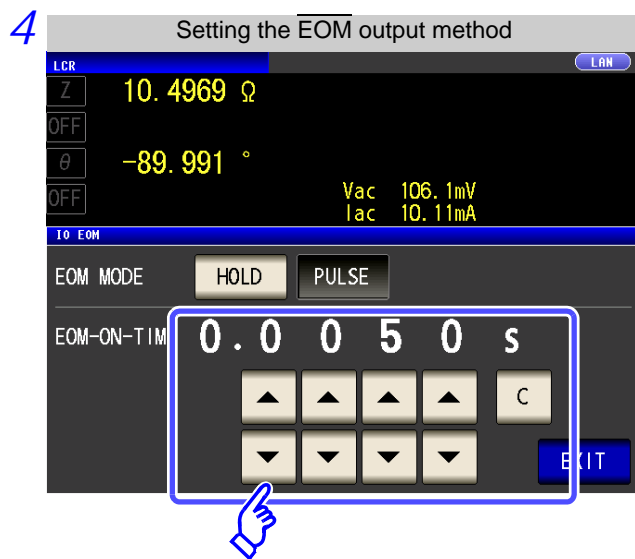 4 Setting the EOM output method
LCR LAN
Z 10.4969 Ω
OFF
θ -89.991 °
OFF
Vac 106.1mV
Iac 10.11mA
IO EOM
EOM MODE HOLD PULSE
EOM-ON-TIM 0.0050 s
C
EXIT